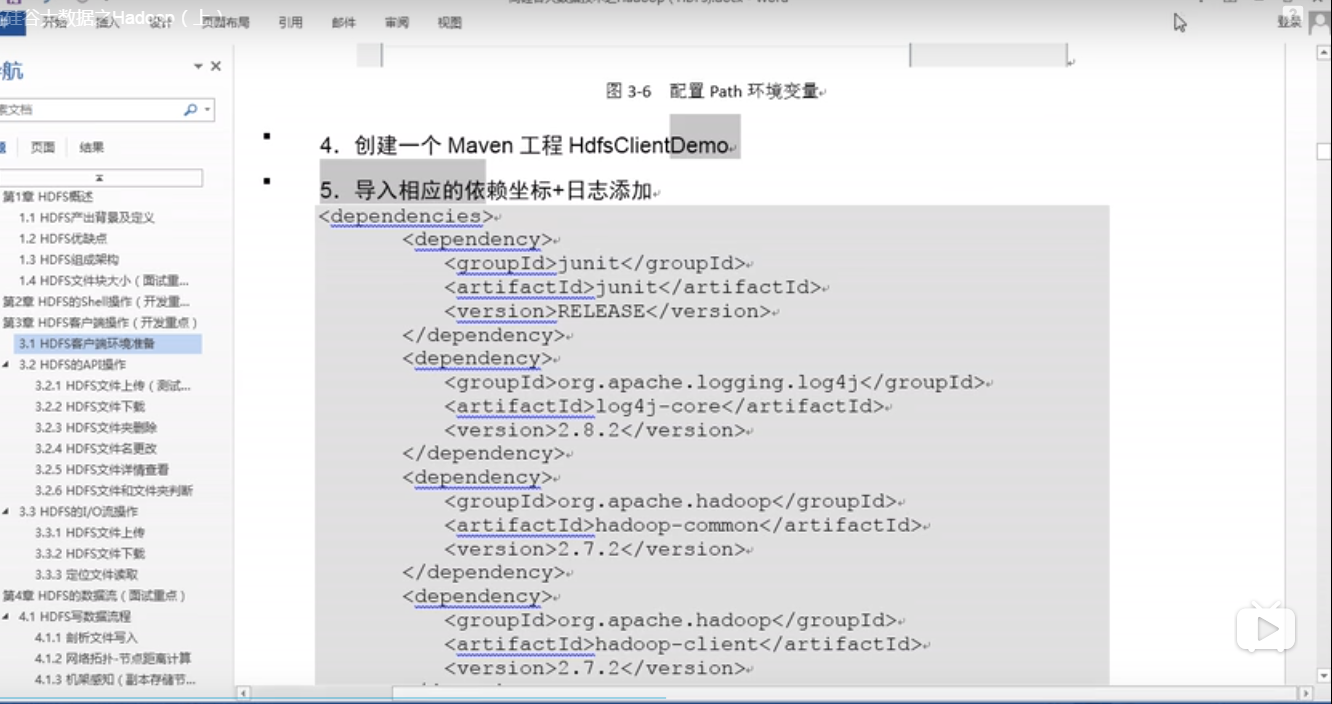 硅谷大数据之Hadoop（上）
开始 插入 设计 页面布局 引用 邮件 审阅 视图
登录
航
索文档
页面 结果
第1章 HDFS概述
1.1 HDFS产出背景及定义
1.2 HDFS优缺点
1.3 HDFS组成架构
1.4 HDFS文件块大小（面试重...
第2章 HDFS的Shell操作（开发重...
第3章 HDFS客户端操作（开发重点）
3.1 HDFS客户端环境准备
3.2 HDFS的API操作
3.2.1 HDFS文件上传（测试...
3.2.2 HDFS文件下载
3.2.3 HDFS文件夹删除
3.2.4 HDFS文件名更改
3.2.5 HDFS文件详情查看
3.2.6 HDFS文件和文件夹判断
3.3 HDFS的I/O流操作
3.3.1 HDFS文件上传
3.3.2 HDFS文件下载
3.3.3 定位文件读取
第4章 HDFS的数据流（面试重点）
4.1 HDFS写数据流程
4.1.1 剖析文件写入
4.1.2 网络拓扑-节点距离计算
4.1.3 机架感知（副本存储节...
图 3-6 配置 Path 环境变量
4．创建一个 Maven 工程 HdfsClientDemo
5．导入相应的依赖坐标+日志添加
<dependencies>
<dependency>
<groupId>junit</groupId>
<artifactId>junit</artifactId>
<version>RELEASE</version>
</dependency>
<dependency>
<groupId>org.apache.logging.log4j</groupId>
<artifactId>log4j-core</artifactId>
<version>2.8.2</version>
</dependency>
<dependency>
<groupId>org.apache.hadoop</groupId>
<artifactId>hadoop-common</artifactId>
<version>2.7.2</version>
</dependency>
<dependency>
<groupId>org.apache.hadoop</groupId>
<artifactId>hadoop-client</artifactId>
<version>2.7.2</version>